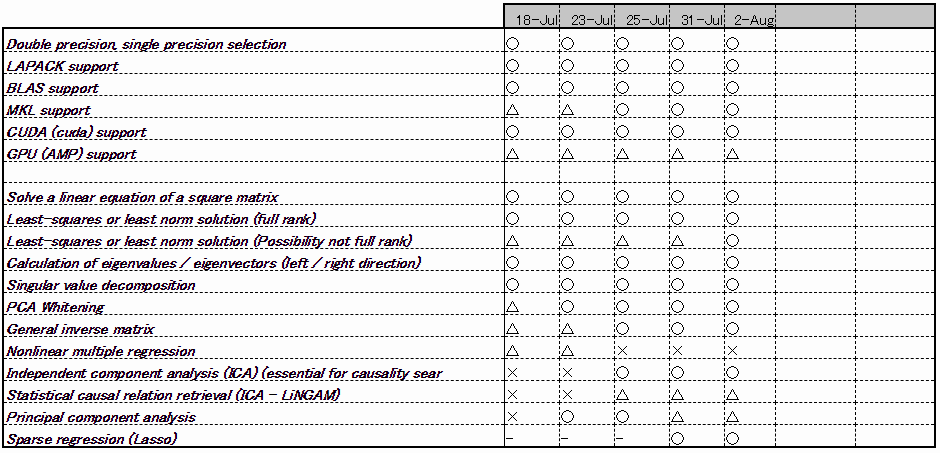 18-Jul 23-Jul 25-Jul 31-Jul 2-Aug
Double precision, single precision selection ○ ○ ○ ○ ○
LAPACK support ○ ○ ○ ○ ○
BLAS support ○ ○ ○ ○ ○
MKL support △ △ ○ ○ ○
CUDA (cuda) support ○ ○ ○ ○ ○
GPU (AMP) support △ △ △ △ △
Solve a linear equation of a square matrix ○ ○ ○ ○ ○
Least-squares or least norm solution (full rank) ○ ○ ○ ○ ○
Least-squares or least norm solution (Possibility not full rank) △ △ △ △ ○
Calculation of eigenvalues / eigenvectors (left / right direction) ○ ○ ○ ○ ○
Singular value decomposition ○ ○ ○ ○ ○
PCA Whitening △ ○ ○ ○ ○
General inverse matrix △ △ ○ ○ ○
Nonlinear multiple regression △ △ × × ×
Independent component analysis (ICA) (essential for causality sear × × ○ ○ ○
Statistical causal relation retrieval (ICA - LiNGAM) × × △ △ △
Principal component analysis × ○ ○ △ △
Sparse regression (Lasso) - - - ○ ○